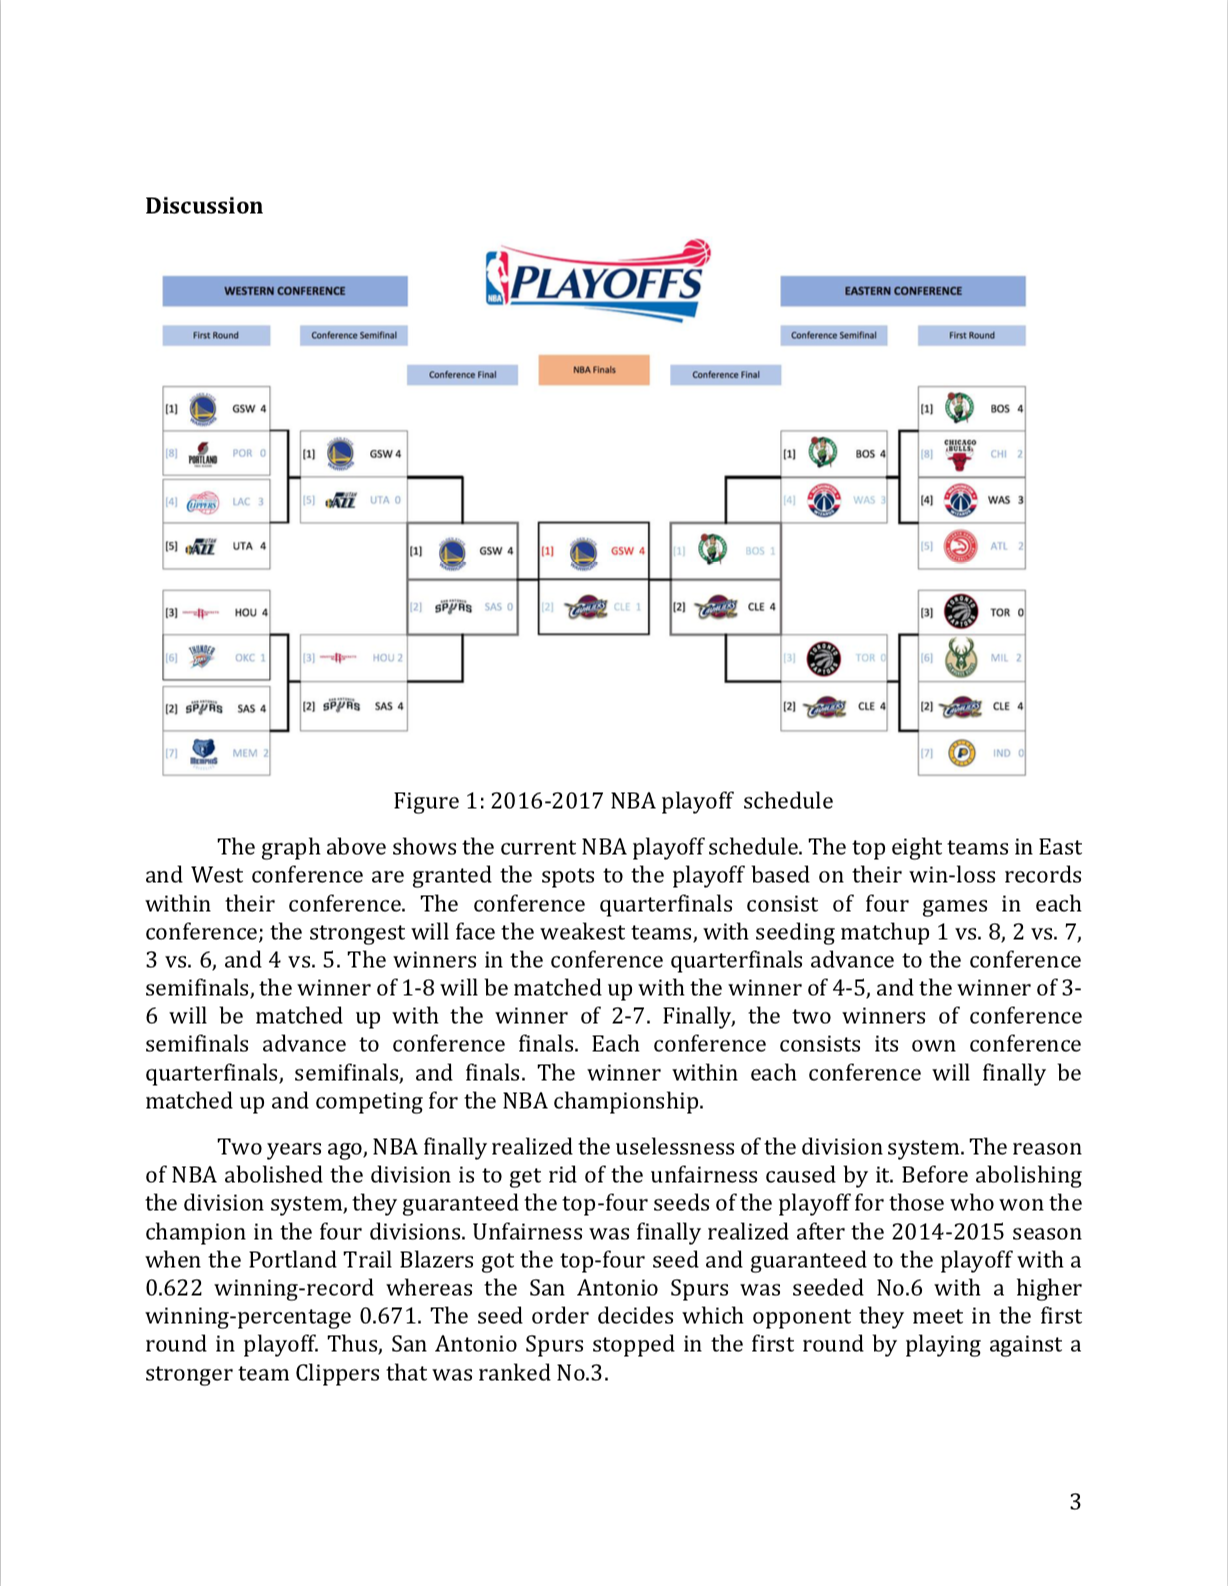 Discussion
NBA
PLAYOFFS
WESTERN CONFERENCE
EASTERN CONFERENCE
First Round
Conference Semifinal
Conference Semifinal
First Round
Conference Final
NBA Finals
Conference Final
[1] GSW 4
[8] PORTLAND POR 0
[4] CLIPPERS LAC 3
[5] JAZZ UTA 4
[3] HOU 4
[6] THUNDER OKC 1
[2] SPURS SAS 4
[7] MEMPHIS MEM 2
[1] GSW 4
[5] JAZZ UTA 0
[3] HOU 2
[2] SPURS SAS 4
[1] GSW 4
[2] SPURS SAS 0
[1] GSW 4
[2] CLE 1
[1] BOS 1
[2] CLE 4
[1] BOS 4
[4] WAS 3
[3] TOR 0
[2] CLE 4
[1] BOS 4
[8] CHICAGO BULLS CHI 2
[4] WAS 3
[5] ATL 2
[3] TOR 0
[6] MIL 2
[2] CLE 4
[7] IND 0
Figure 1: 2016-2017 NBA playoff schedule
The graph above shows the current NBA playoff schedule. The top eight teams in East
and West conference are granted the spots to the playoff based on their win-loss records
within their conference. The conference quarterfinals consist of four games in each
conference; the strongest will face the weakest teams, with seeding matchup 1 vs. 8, 2 vs. 7,
3 vs. 6, and 4 vs. 5. The winners in the conference quarterfinals advance to the conference
semifinals, the winner of 1-8 will be matched up with the winner of 4-5, and the winner of 3-
6 will be matched up with the winner of 2-7. Finally, the two winners of conference
semifinals advance to conference finals. Each conference consists its own conference
quarterfinals, semifinals, and finals. The winner within each conference will finally be
matched up and competing for the NBA championship.
Two years ago, NBA finally realized the uselessness of the division system. The reason
of NBA abolished the division is to get rid of the unfairness caused by it. Before abolishing
the division system, they guaranteed the top-four seeds of the playoff for those who won the
champion in the four divisions. Unfairness was finally realized after the 2014-2015 season
when the Portland Trail Blazers got the top-four seed and guaranteed to the playoff with a
0.622 winning-record whereas the San Antonio Spurs was seeded No.6 with a higher
winning-percentage 0.671. The seed order decides which opponent they meet in the first
round in playoff. Thus, San Antonio Spurs stopped in the first round by playing against a
stronger team Clippers that was ranked No.3.
3